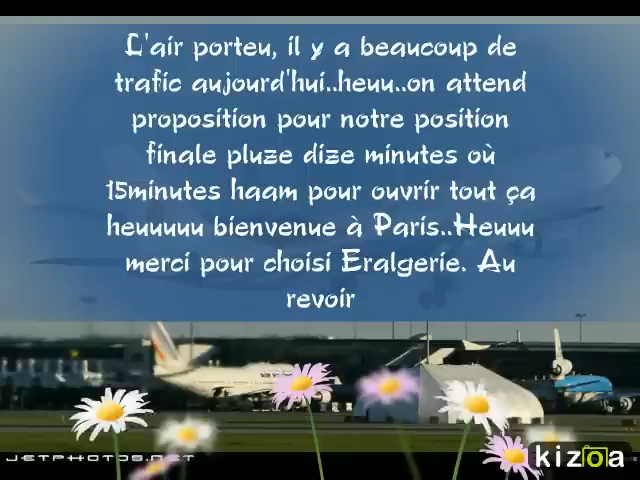 L'air porteu, il y a beaucoup de
trafic aujourd'hui..heuu..on attend
proposition pour notre position
finale pluze dize minutes où
15minutes haam pour ouvrir tout ça
heuuuuu bienvenue à Paris..Heuuu
merci pour choisi Eralgerie. Au
revoir
JETPHOTOS.NET
kizoa